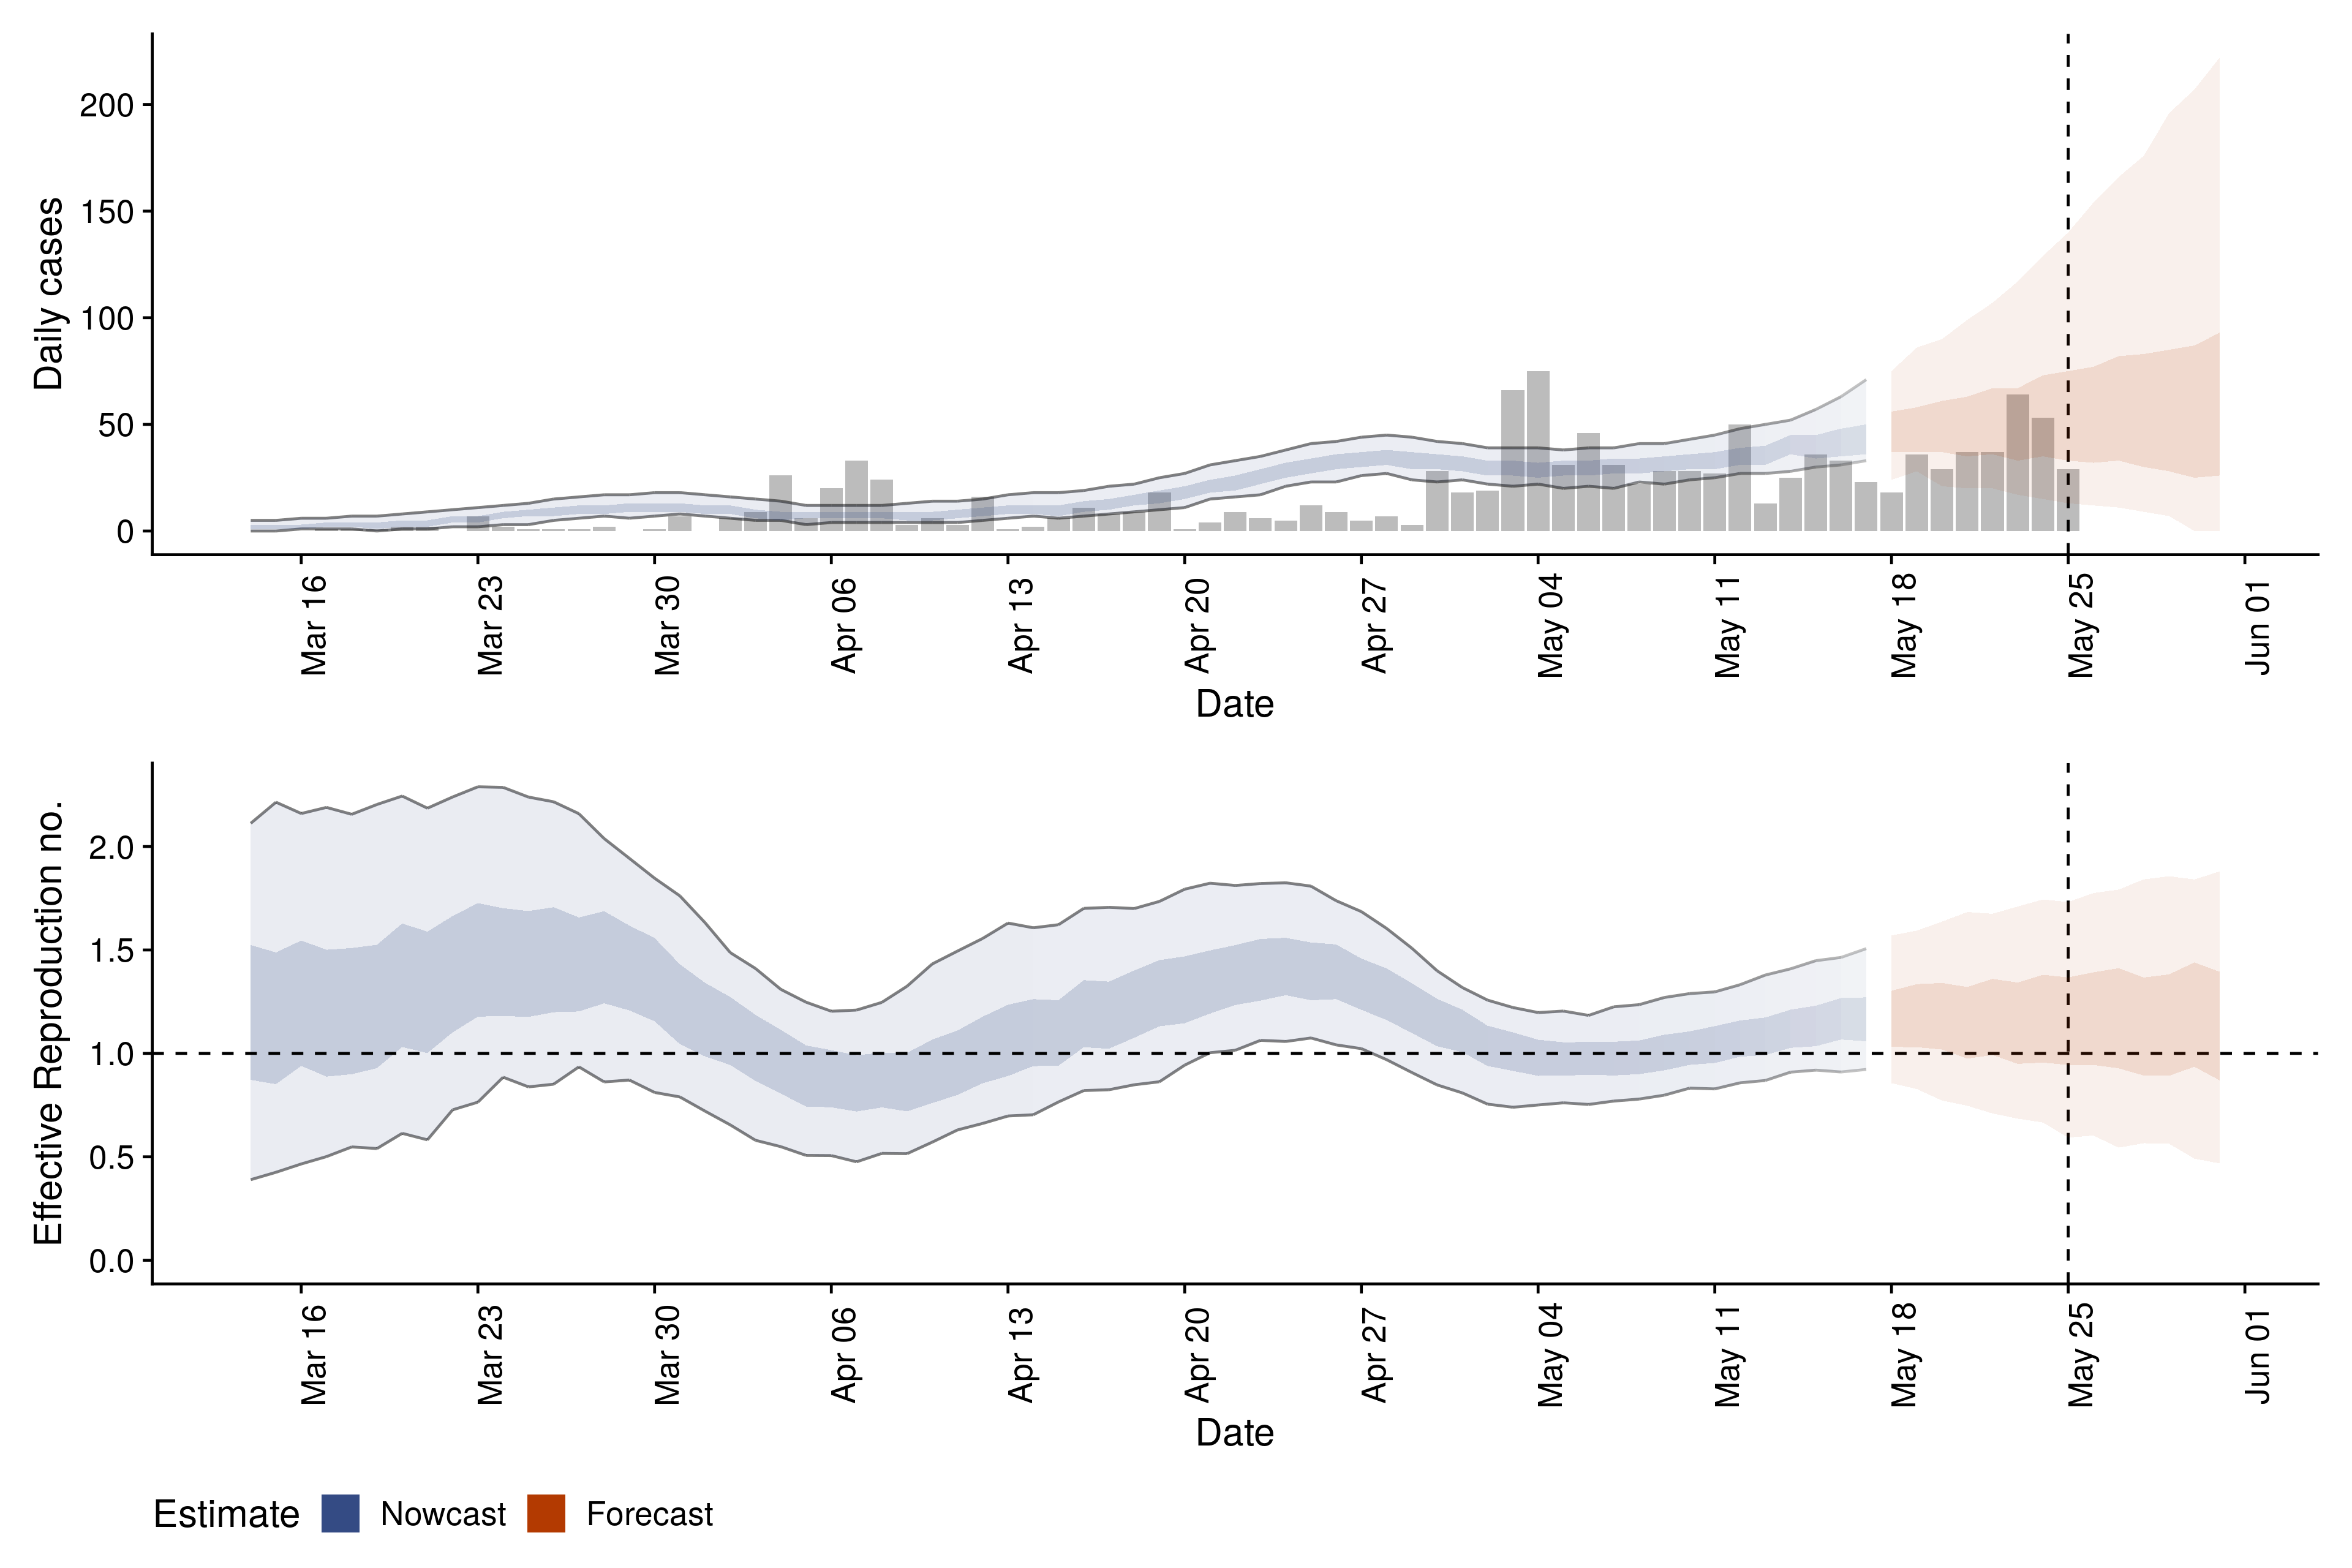 Daily cases
200
150
100
50
0
Mar 16
Mar 23
Mar 30
Apr 06
Apr 13
Apr 20
Apr 27
May 04
May 11
May 18
May 25
Jun 01
Date
Effective Reproduction no.
2.0
1.5
1.0
0.5
0.0
Mar 16
Mar 23
Mar 30
Apr 06
Apr 13
Apr 20
Apr 27
May 04
May 11
May 18
May 25
Jun 01
Date
Estimate Nowcast Forecast